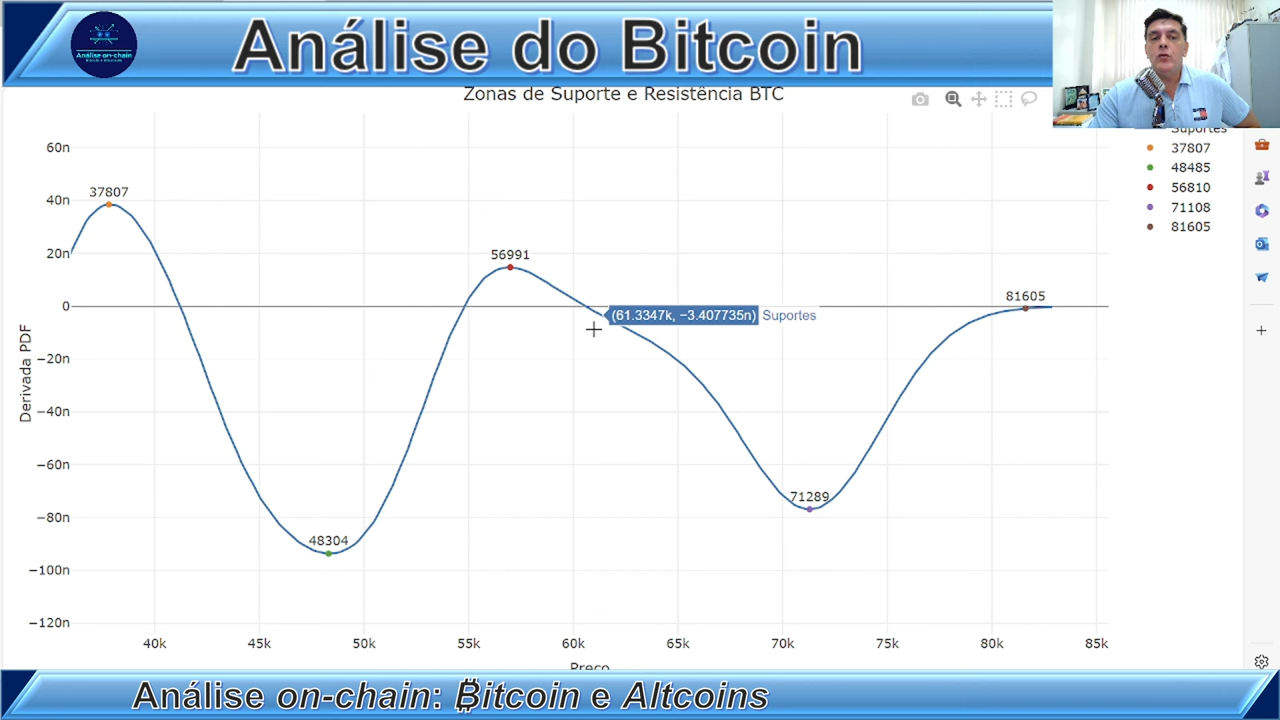 Análise do Bitcoin
Análise on-chain
Zonas de Suporte e Resistência BTC
Suportes
37807
48485
56810
71108
81605
60n
40n
20n
0
−20n
−40n
−60n
−80n
−100n
−120n
Derivada PDF
37807
48304
56991
(61.3347k, −3.407735n) Suportes
71289
81605
40k
45k
50k
55k
60k
65k
70k
75k
80k
85k
Preço
Análise on-chain: ₿itcoin e Altcoins